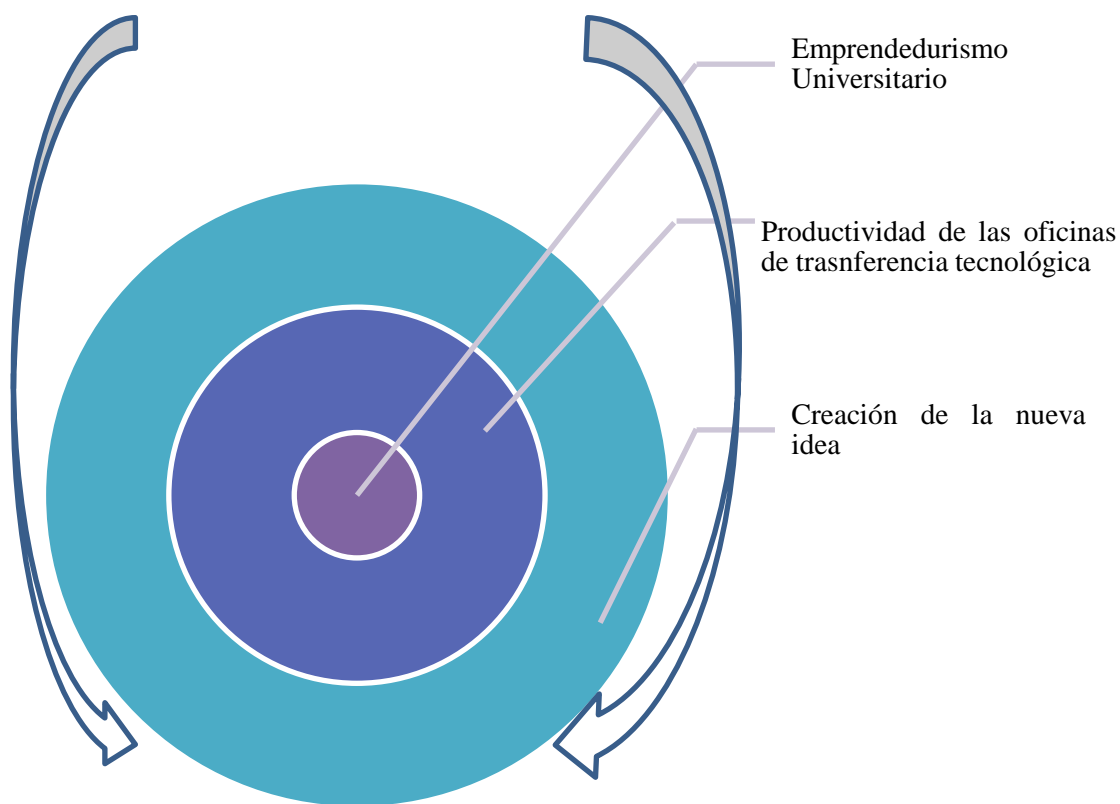 Emprendedurismo
Universitario
Productividad de las oficinas
de trasnferencia tecnológica
Creación de la nueva
idea